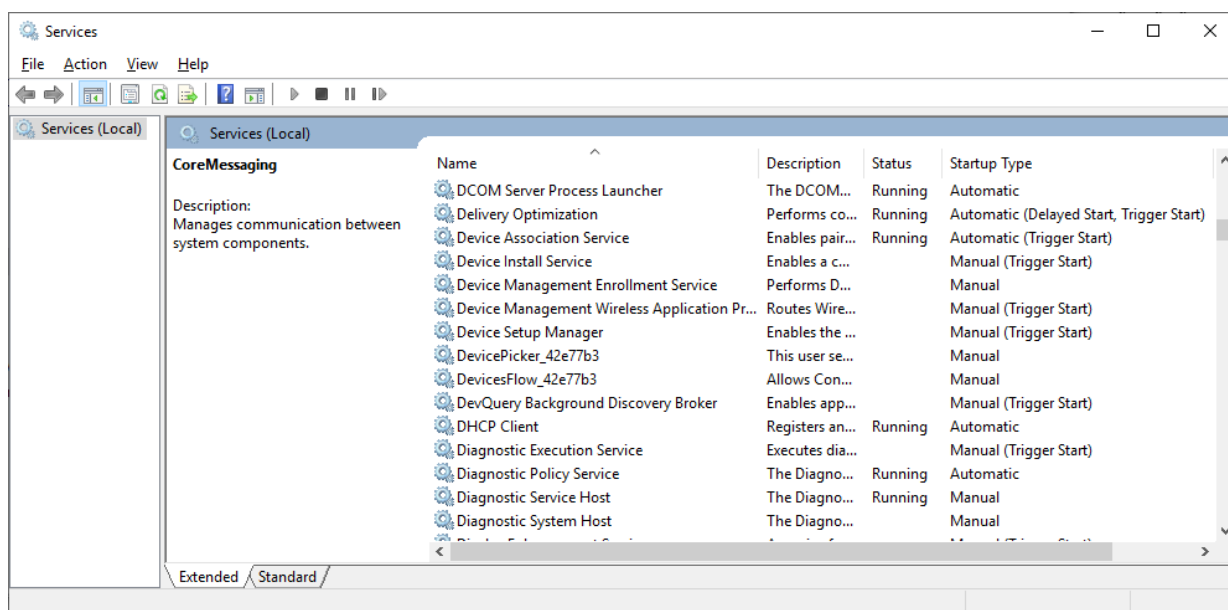 Services
File Action View Help
Services (Local)
Services (Local)
CoreMessaging
Description:
Manages communication between
system components.
Name Description Status Startup Type
DCOM Server Process Launcher The DCOM... Running Automatic
Delivery Optimization Performs co... Running Automatic (Delayed Start, Trigger Start)
Device Association Service Enables pair... Running Automatic (Trigger Start)
Device Install Service Enables a c... Manual (Trigger Start)
Device Management Enrollment Service Performs D... Manual
Device Management Wireless Application Pr... Routes Wire... Manual (Trigger Start)
Device Setup Manager Enables the ... Manual (Trigger Start)
DevicePicker_42e77b3 This user se... Manual
DevicesFlow_42e77b3 Allows Con... Manual
DevQuery Background Discovery Broker Enables app... Manual (Trigger Start)
DHCP Client Registers an... Running Automatic
Diagnostic Execution Service Executes dia... Manual (Trigger Start)
Diagnostic Policy Service The Diagno... Running Automatic
Diagnostic Service Host The Diagno... Running Manual
Diagnostic System Host The Diagno... Manual
Extended Standard